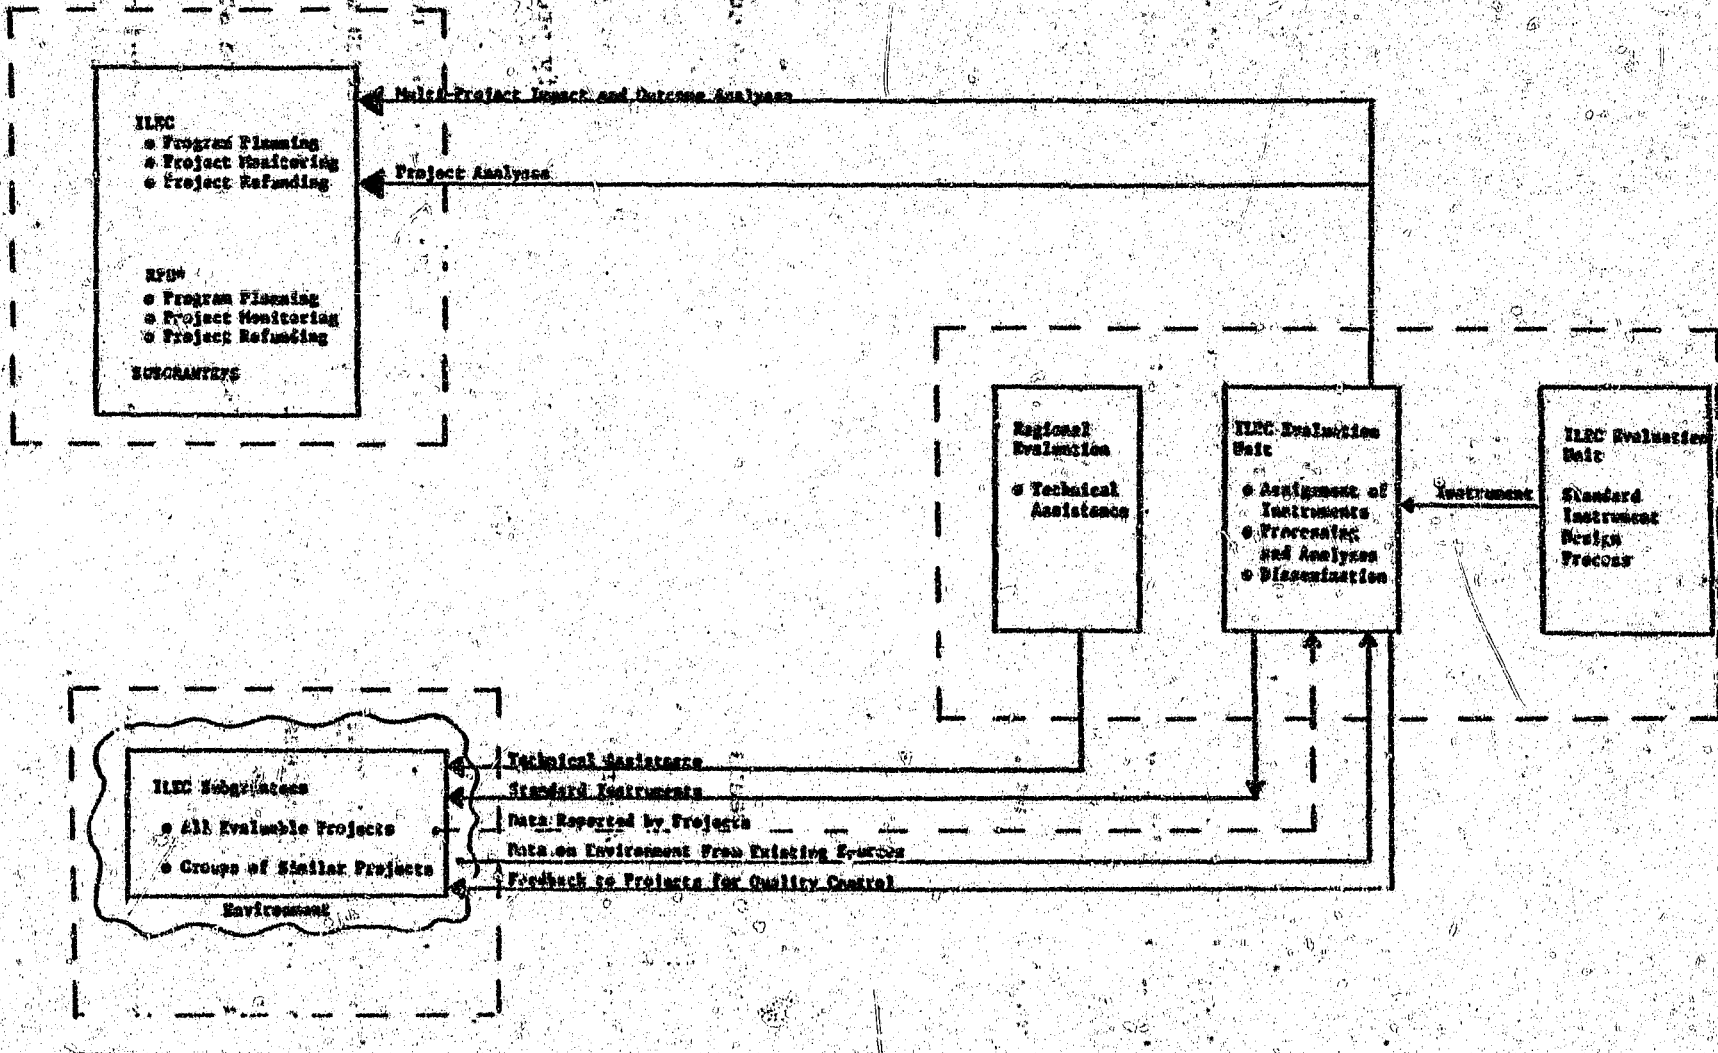 Multi-Project Impact and Outcome Analyses
ILEC
● Program Planning
● Project Monitoring
● Project Refunding
Project Analyses
RPU*
● Program Planning
● Project Monitoring
● Project Refunding
SUBGRANTEES
Regional
Evaluation
● Technical
Assistance
ILEC Evaluation
Unit
● Assignment of
Instruments
● Processing
and Analyses
● Dissemination
Instrument
ILEC Evaluation
Unit
Standard
Instrument
Design
Process
Technical Assistance
Standard Instruments
Data Reported by Projects
Data on Environment From Existing Sources
Feedback to Projects for Quality Control
ILEC Subgrantees
● All Evaluable Projects
● Groups of Similar Projects
Environment